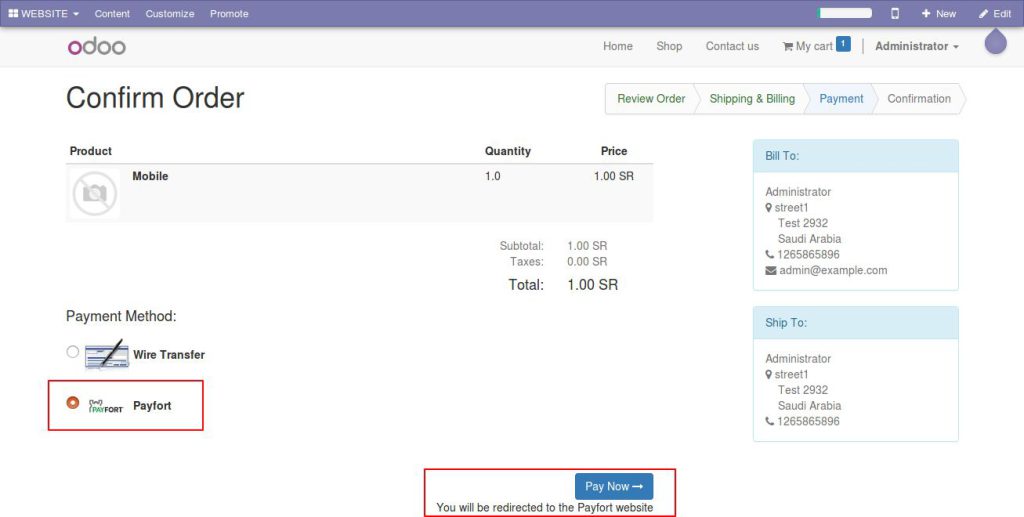 WEBSITE Content Customize Promote New Edit
odoo Home Shop Contact us My cart 1 Administrator
Confirm Order
Review Order Shipping & Billing Payment Confirmation
Product Quantity Price
Mobile 1.0 1.00 SR
Subtotal: 1.00 SR
Taxes: 0.00 SR
Total: 1.00 SR
Payment Method:
Wire Transfer
PAYFORT Payfort
Pay Now
You will be redirected to the Payfort website
Bill To:
Administrator
street1
Test 2932
Saudi Arabia
1265865896
admin@example.com
Ship To:
Administrator
street1
Test 2932
Saudi Arabia
1265865896